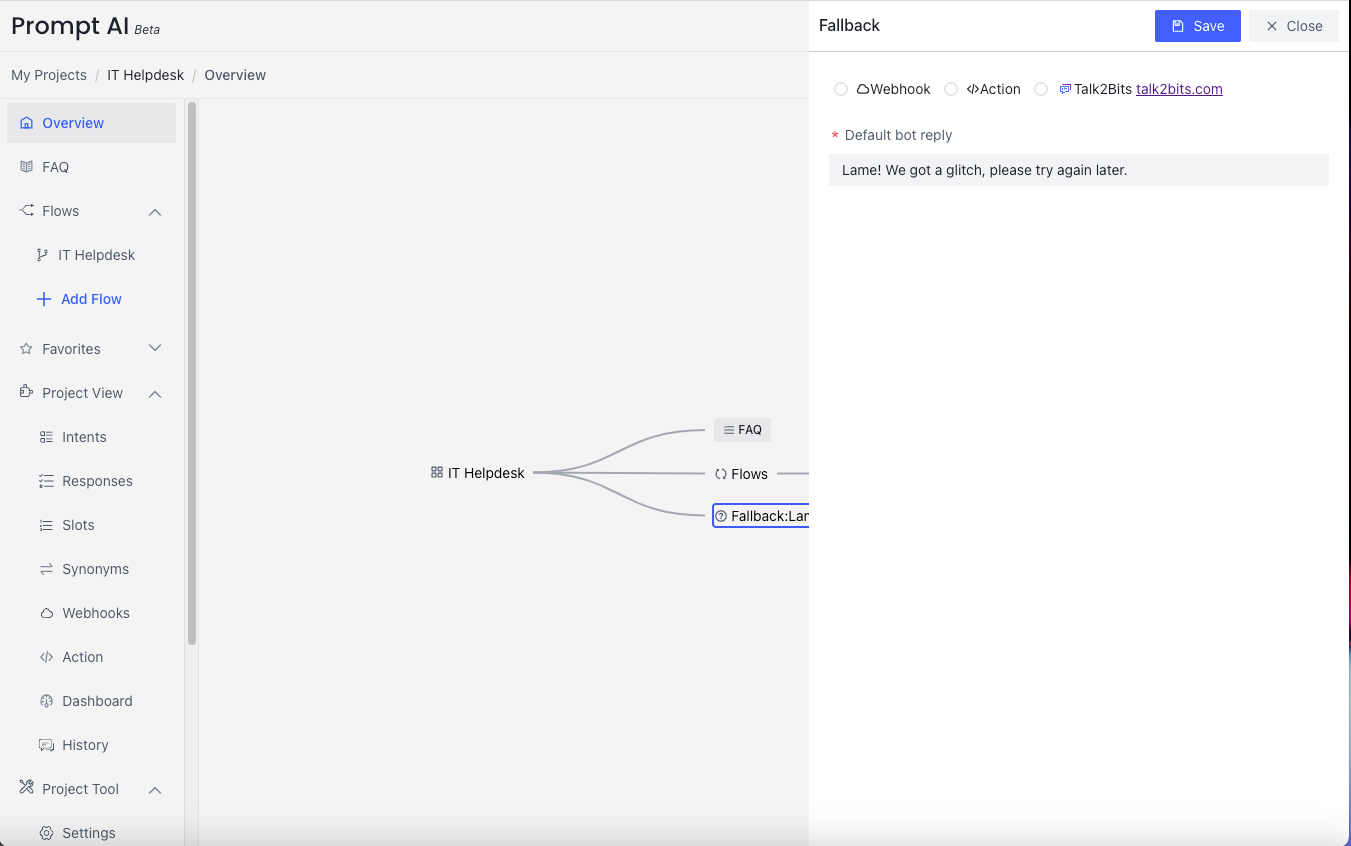 Prompt AI Beta
Fallback
Save
Close
My Projects / IT Helpdesk / Overview
Webhook </>Action Talk2Bits talk2bits.com
* Default bot reply
Lame! We got a glitch, please try again later.
Overview
FAQ
Flows
IT Helpdesk
Add Flow
Favorites
Project View
Intents
Responses
Slots
Synonyms
Webhooks
Action
Dashboard
History
Project Tool
Settings
IT Helpdesk
FAQ
Flows
Fallback:Lam